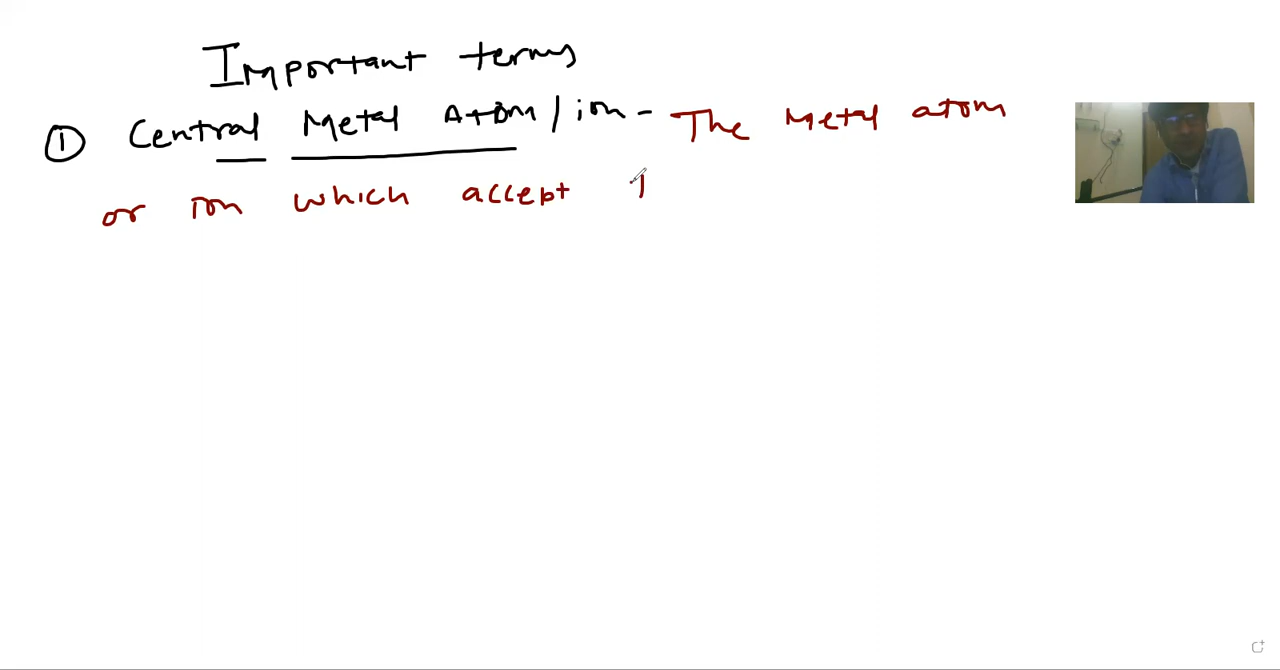 Important terms
① Central Metal Atom/ion - The Metal atom
or ion which accept